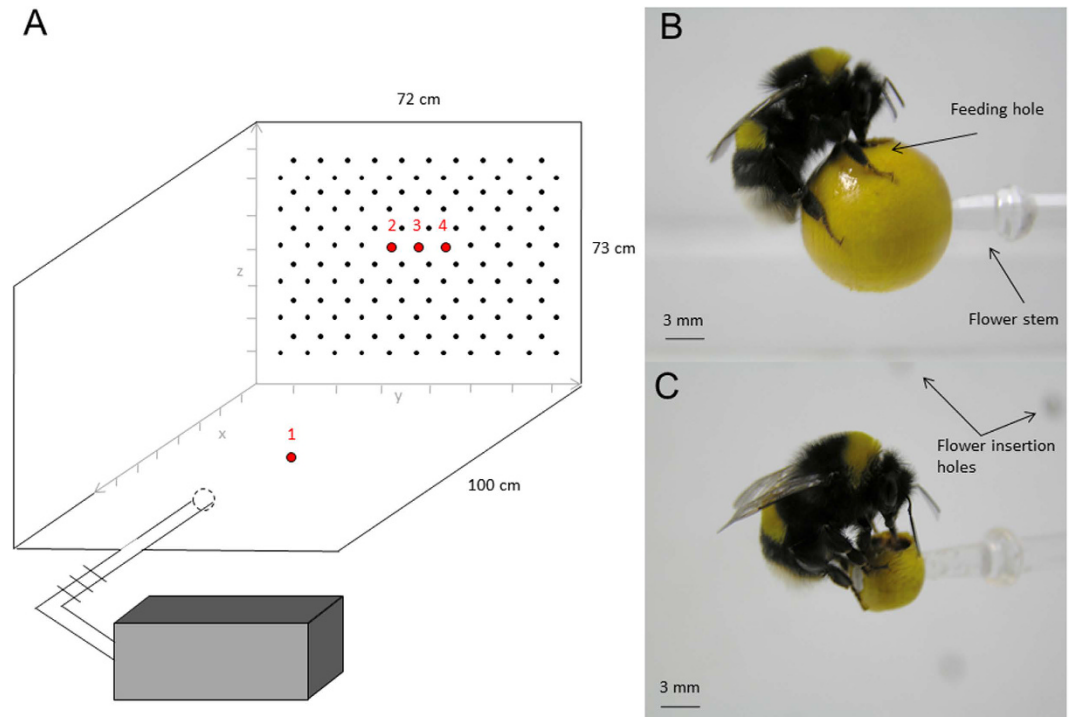 A
72 cm
2 3 4
73 cm
z
y
x
1
100 cm
B
Feeding hole
Flower stem
3 mm
C
Flower insertion
holes
3 mm